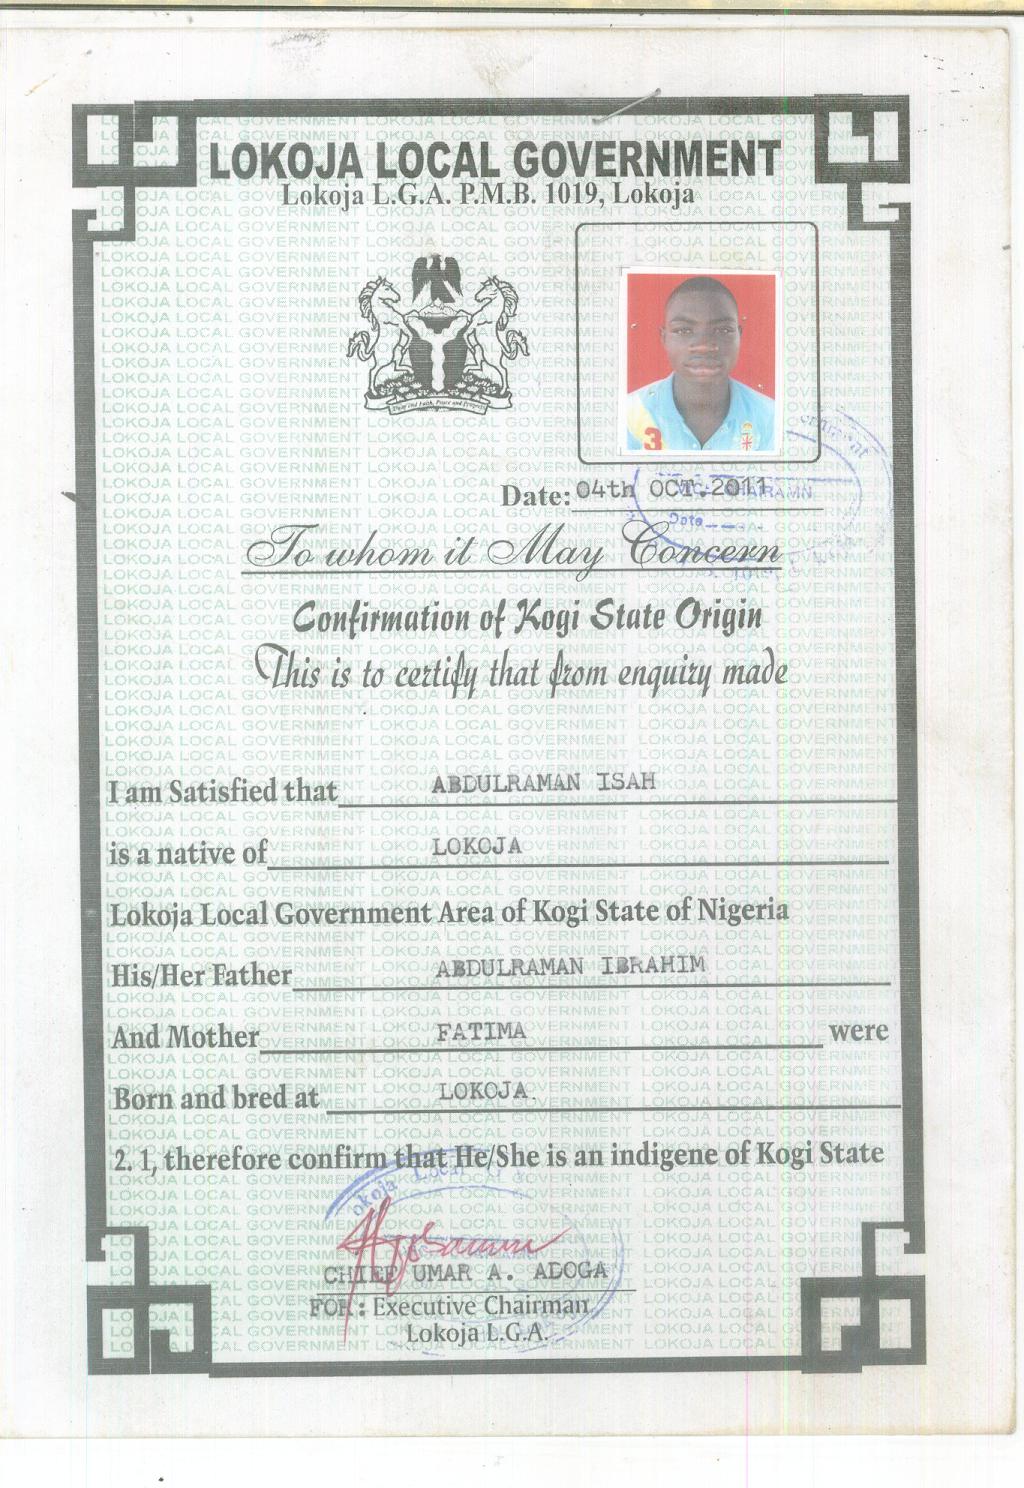 LOKOJA LOCAL GOVERNMENT
Lokoja L.G.A. P.M.B. 1019, Lokoja
Unity and Faith, Peace and Progress
3
Date: 04th OCT.2011
To whom it May Concern
Confirmation of Kogi State Origin
This is to certify that from enquiry made
I am Satisfied that ABDULRAMAN ISAH
is a native of LOKOJA
Lokoja Local Government Area of Kogi State of Nigeria
His/Her Father ABDULRAMAN IBRAHIM
And Mother FATIMA were
Born and bred at LOKOJA.
2. 1, therefore confirm that He/She is an indigene of Kogi State
CHIEF UMAR A. ADOGA
FOR: Executive Chairman
Lokoja L.G.A.